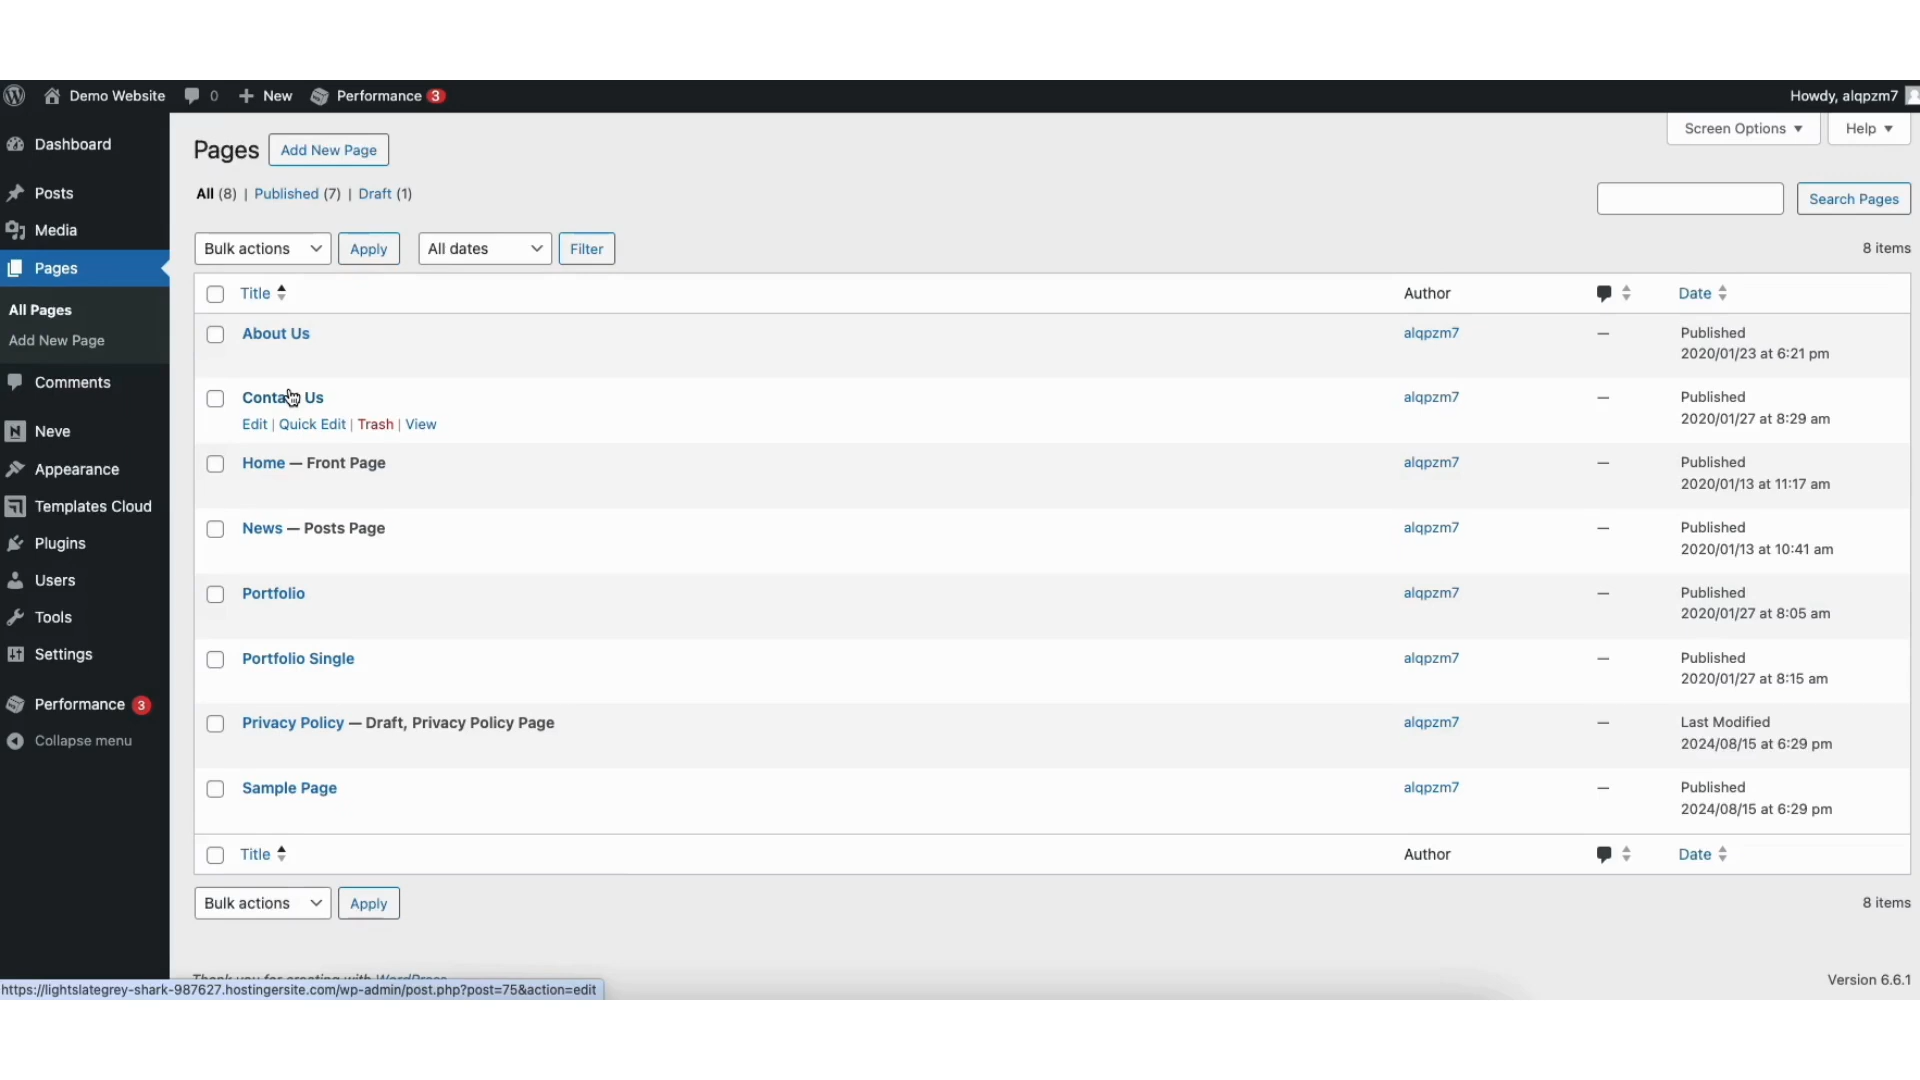 Demo Website 0 New Performance 3 Howdy, alqpzm7
Dashboard
Posts
Media
Pages
All Pages
Add New Page
Comments
Neve
Appearance
Templates Cloud
Plugins
Users
Tools
Settings
Performance 3
Collapse menu
Screen Options Help
Pages Add New Page
All (8) | Published (7) | Draft (1)
Search Pages
Bulk actions Apply All dates Filter 8 items
Title Author Date
About Us alqpzm7 — Published
2020/01/23 at 6:21 pm
Contact Us alqpzm7 — Published
2020/01/27 at 8:29 am
Edit | Quick Edit | Trash | View
Home — Front Page alqpzm7 — Published
2020/01/13 at 11:17 am
News — Posts Page alqpzm7 — Published
2020/01/13 at 10:41 am
Portfolio alqpzm7 — Published
2020/01/27 at 8:05 am
Portfolio Single alqpzm7 — Published
2020/01/27 at 8:15 am
Privacy Policy — Draft, Privacy Policy Page alqpzm7 — Last Modified
2024/08/15 at 6:29 pm
Sample Page alqpzm7 — Published
2024/08/15 at 6:29 pm
Title Author Date
Bulk actions Apply 8 items
Thank you for creating with WordPress
Version 6.6.1
https://lightslategrey-shark-987627.hostingersite.com/wp-admin/post.php?post=75&action=edit